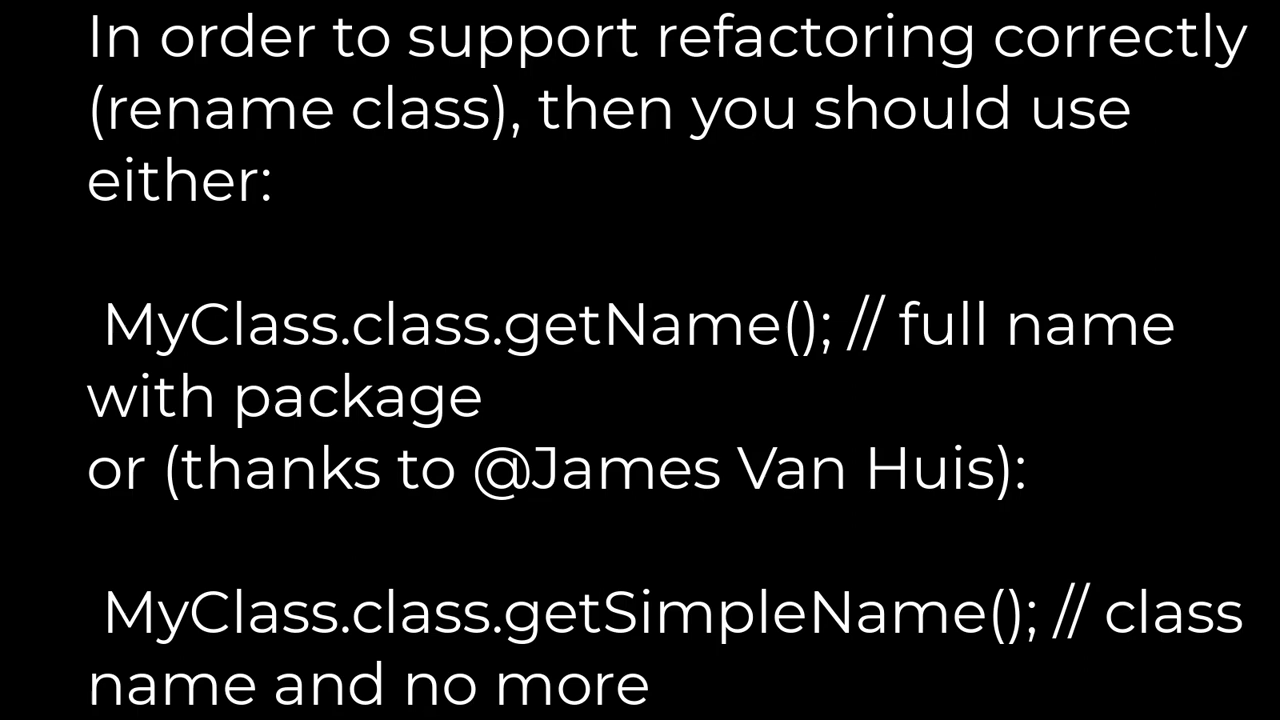 In order to support refactoring correctly
(rename class), then you should use
either:
MyClass.class.getName(); // full name
with package
or (thanks to @James Van Huis):
MyClass.class.getSimpleName(); // class
name and no more